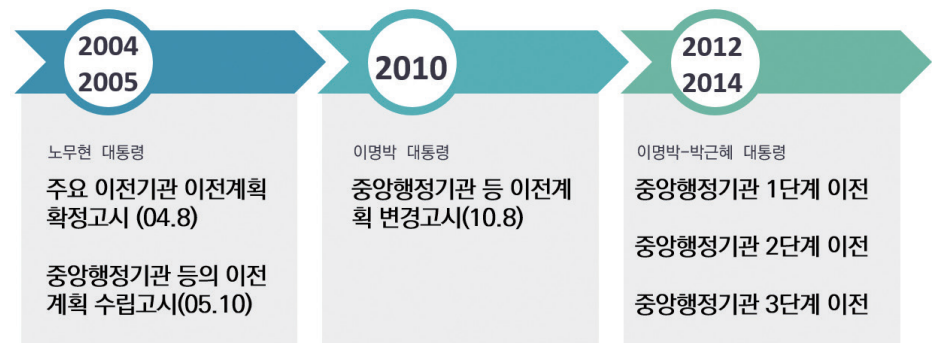 2004
2005
노무현 대통령
주요 이전기관 이전계획
확정고시 (04.8)
중앙행정기관 등의 이전
계획 수립고시(05.10)
2010
이명박 대통령
중앙행정기관 등 이전계
획 변경고시(10.8)
2012
2014
이명박-박근혜 대통령
중앙행정기관 1단계 이전
중앙행정기관 2단계 이전
중앙행정기관 3단계 이전